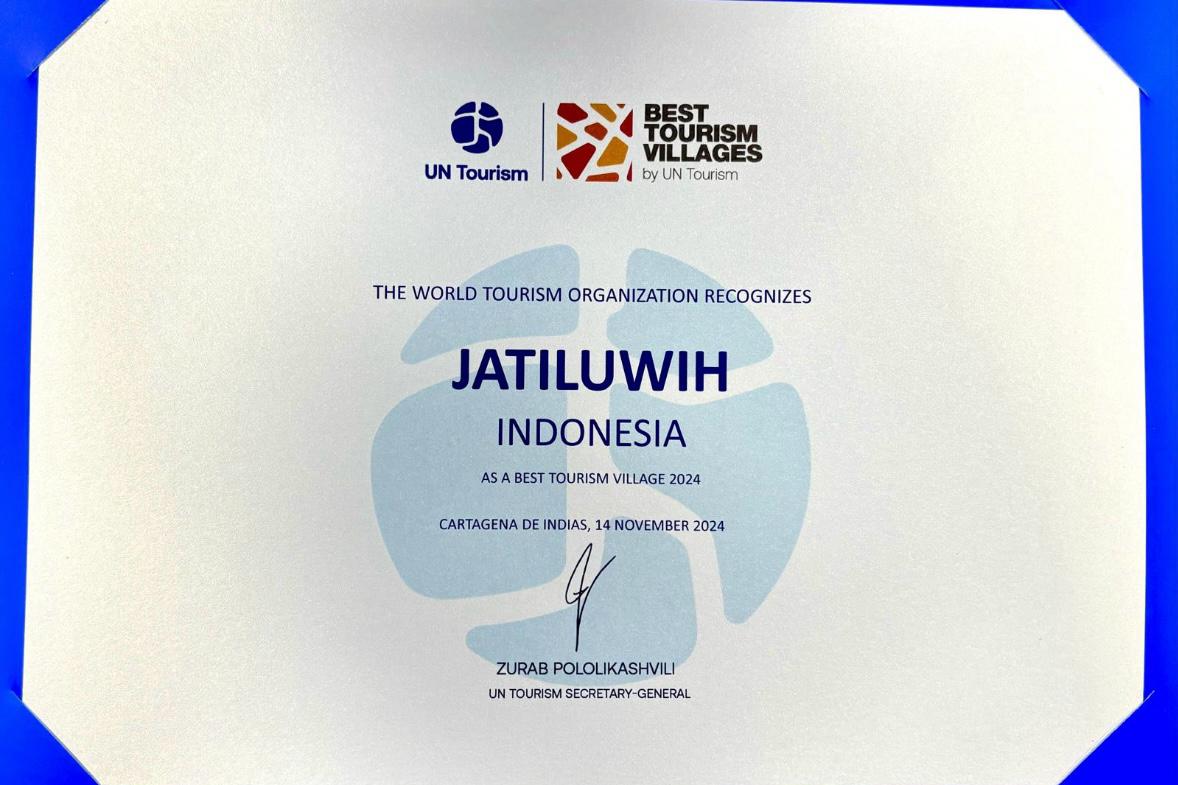 UN Tourism
BEST
TOURISM
VILLAGES
by UN Tourism
THE WORLD TOURISM ORGANIZATION RECOGNIZES
JATILUWIH
INDONESIA
AS A BEST TOURISM VILLAGE 2024
CARTAGENA DE INDIAS, 14 NOVEMBER 2024
ZURAB POLOLIKASHVILI
UN TOURISM SECRETARY-GENERAL